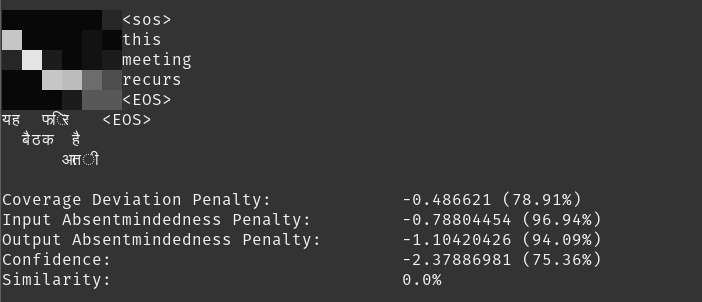 <sos>
this
meeting
recurs
<EOS>
यह फिर <EOS>
बैठक है
आती
Coverage Deviation Penalty: -0.486621 (78.91%)
Input Absentmindedness Penalty: -0.78804454 (96.94%)
Output Absentmindedness Penalty: -1.10420426 (94.09%)
Confidence: -2.37886981 (75.36%)
Similarity: 0.0%